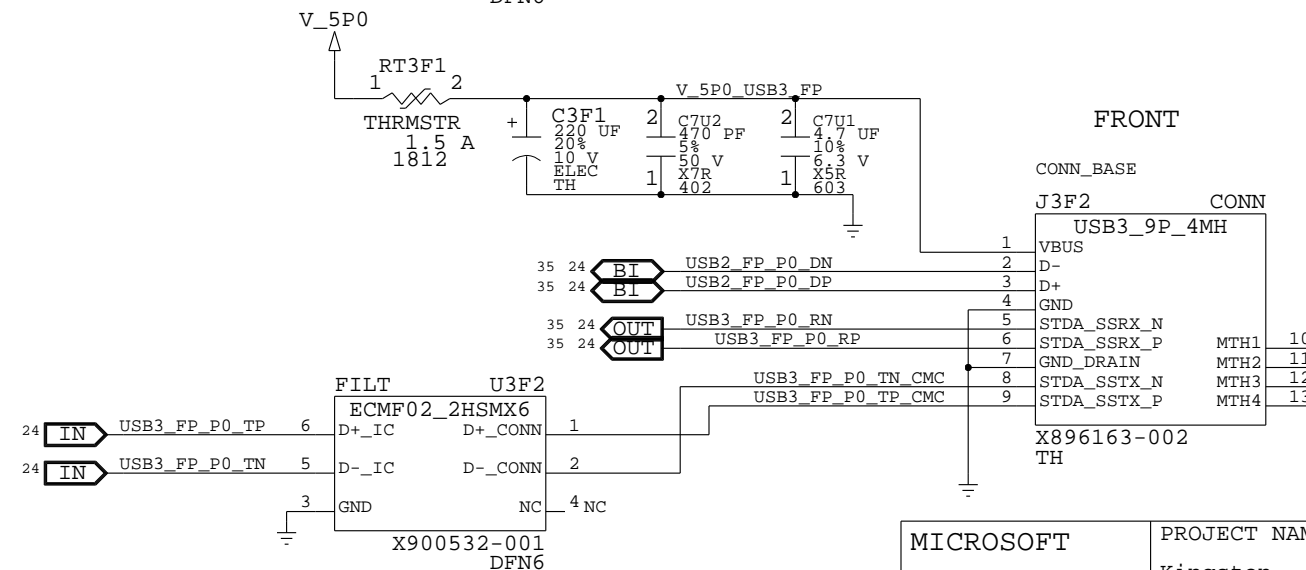 V_5P0
RT3F1
1 2
THRMSTR
1.5 A
1812
V_5P0_USB3_FP
+
C3F1
220 UF
20%
10 V
ELEC
TH
2
C7U2
470 PF
5%
50 V
X7R
402
1
2
C7U1
4.7 UF
10%
6.3 V
X5R
603
1
FRONT
CONN_BASE
J3F2 CONN
USB3_9P_4MH
1 VBUS
35 24 BI USB2_FP_P0_DN 2 D-
35 24 BI USB2_FP_P0_DP 3 D+
4 GND
35 24 OUT USB3_FP_P0_RN 5 STDA_SSRX_N
35 24 OUT USB3_FP_P0_RP 6 STDA_SSRX_P MTH1 10
7 GND_DRAIN MTH2 11
USB3_FP_P0_TN_CMC 8 STDA_SSTX_N MTH3 12
USB3_FP_P0_TP_CMC 9 STDA_SSTX_P MTH4 13
X896163-002
TH
FILT U3F2
ECMF02_2HSMX6
24 IN USB3_FP_P0_TP 6 D+_IC D+_CONN 1
24 IN USB3_FP_P0_TN 5 D-_IC D-_CONN 2
3 GND NC 4 NC
X900532-001
DFN6
MICROSOFT
PROJECT NAM